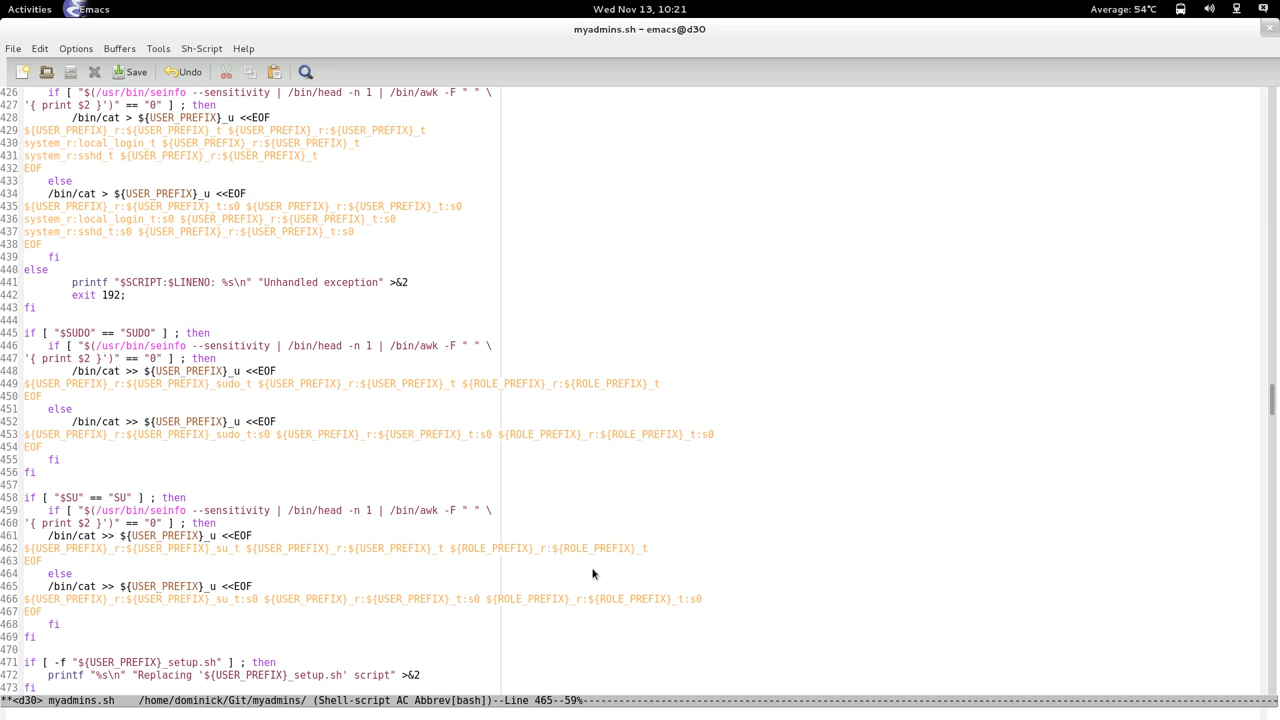 Activities Emacs Wed Nov 13, 10:21 Average: 54°C
myadmins.sh – emacs@d30
File Edit Options Buffers Tools Sh-Script Help
Save Undo
426     if [ "$(/usr/bin/seinfo --sensitivity | /bin/head -n 1 | /bin/awk -F " " \
427 '{ print $2 }')" == "0" ] ; then
428         /bin/cat > ${USER_PREFIX}_u <<EOF
429 ${USER_PREFIX}_r:${USER_PREFIX}_t ${USER_PREFIX}_r:${USER_PREFIX}_t
430 system_r:local_login_t ${USER_PREFIX}_r:${USER_PREFIX}_t
431 system_r:sshd_t ${USER_PREFIX}_r:${USER_PREFIX}_t
432 EOF
433     else
434     /bin/cat > ${USER_PREFIX}_u <<EOF
435 ${USER_PREFIX}_r:${USER_PREFIX}_t:s0 ${USER_PREFIX}_r:${USER_PREFIX}_t:s0
436 system_r:local_login_t:s0 ${USER_PREFIX}_r:${USER_PREFIX}_t:s0
437 system_r:sshd_t:s0 ${USER_PREFIX}_r:${USER_PREFIX}_t:s0
438 EOF
439     fi
440 else
441         printf "$SCRIPT:$LINENO: %s\n" "Unhandled exception" >&2
442         exit 192;
443 fi
444
445 if [ "$SUDO" == "SUDO" ] ; then
446     if [ "$(/usr/bin/seinfo --sensitivity | /bin/head -n 1 | /bin/awk -F " " \
447 '{ print $2 }')" == "0" ] ; then
448         /bin/cat >> ${USER_PREFIX}_u <<EOF
449 ${USER_PREFIX}_r:${USER_PREFIX}_sudo_t ${USER_PREFIX}_r:${USER_PREFIX}_t ${ROLE_PREFIX}_r:${ROLE_PREFIX}_t
450 EOF
451     else
452         /bin/cat >> ${USER_PREFIX}_u <<EOF
453 ${USER_PREFIX}_r:${USER_PREFIX}_sudo_t:s0 ${USER_PREFIX}_r:${USER_PREFIX}_t:s0 ${ROLE_PREFIX}_r:${ROLE_PREFIX}_t:s0
454 EOF
455     fi
456 fi
457
458 if [ "$SU" == "SU" ] ; then
459     if [ "$(/usr/bin/seinfo --sensitivity | /bin/head -n 1 | /bin/awk -F " " \
460 '{ print $2 }')" == "0" ] ; then
461     /bin/cat >> ${USER_PREFIX}_u <<EOF
462 ${USER_PREFIX}_r:${USER_PREFIX}_su_t ${USER_PREFIX}_r:${USER_PREFIX}_t ${ROLE_PREFIX}_r:${ROLE_PREFIX}_t
463 EOF
464     else
465     /bin/cat >> ${USER_PREFIX}_u <<EOF
466 ${USER_PREFIX}_r:${USER_PREFIX}_su_t:s0 ${USER_PREFIX}_r:${USER_PREFIX}_t:s0 ${ROLE_PREFIX}_r:${ROLE_PREFIX}_t:s0
467 EOF
468     fi
469 fi
470
471 if [ -f "${USER_PREFIX}_setup.sh" ] ; then
472     printf "%s\n" "Replacing '${USER_PREFIX}_setup.sh' script" >&2
473 fi
**<d30> myadmins.sh    /home/dominick/Git/myadmins/ (Shell-script AC Abbrev[bash])--Line 465--59%----------